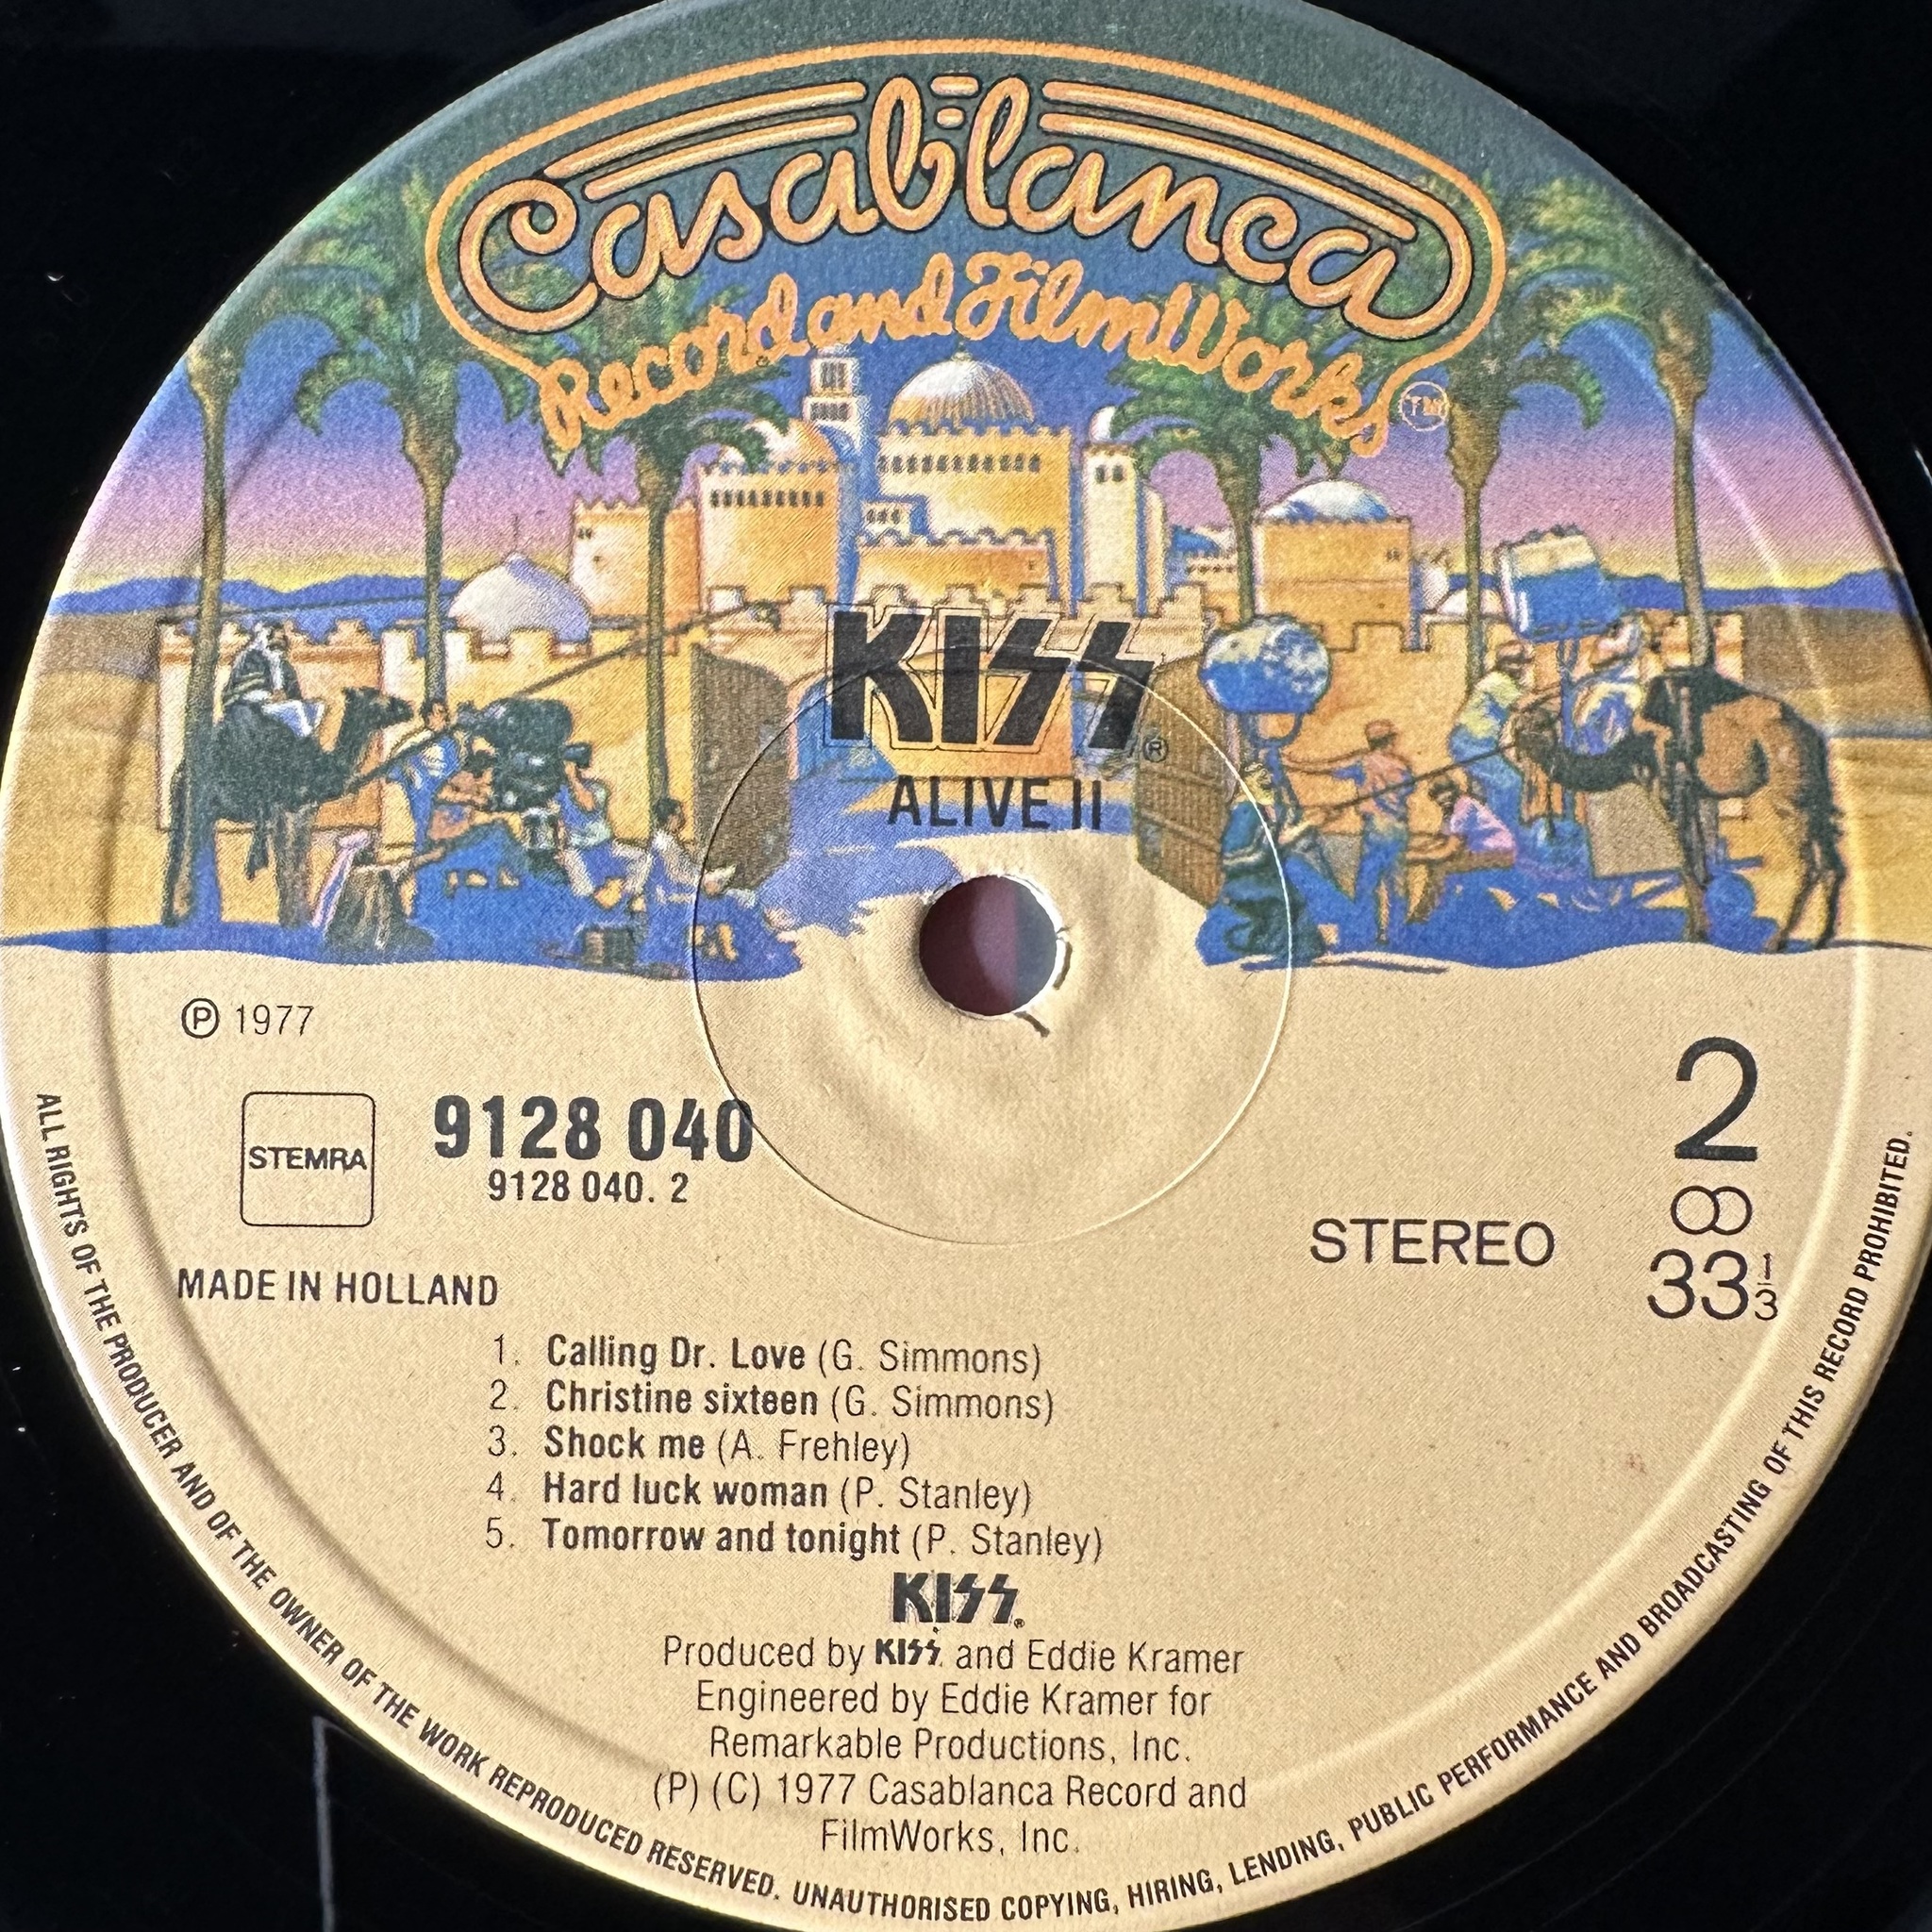 Casablanca
Record and FilmWorks TM
KISS ®
ALIVE II
Ⓟ 1977
STEMRA
9128 040
9128 040. 2
MADE IN HOLLAND
2
STEREO
33 1/3
1. Calling Dr. Love (G. Simmons)
2. Christine sixteen (G. Simmons)
3. Shock me (A. Frehley)
4. Hard luck woman (P. Stanley)
5. Tomorrow and tonight (P. Stanley)
KISS®
Produced by KISS and Eddie Kramer
Engineered by Eddie Kramer for
Remarkable Productions, Inc.
(P) (C) 1977 Casablanca Record and
FilmWorks, Inc.
ALL RIGHTS OF THE PRODUCER AND OF THE OWNER OF THE WORK REPRODUCED RESERVED. UNAUTHORISED COPYING, HIRING, LENDING, PUBLIC PERFORMANCE AND BROADCASTING OF THIS RECORD PROHIBITED.